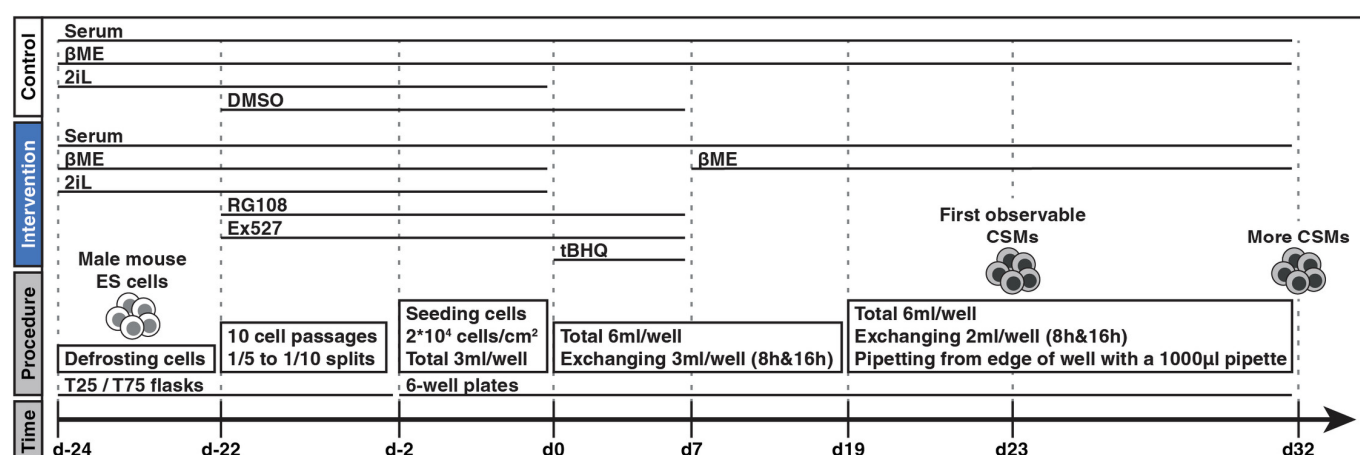 Control
Serum
βME
2iL
DMSO
Intervention
Serum
βME
βME
2iL
RG108
Ex527
tBHQ
Procedure
Male mouse
ES cells
First observable
CSMs
More CSMs
Defrosting cells
10 cell passages
1/5 to 1/10 splits
Seeding cells
2*10⁴ cells/cm²
Total 3ml/well
Total 6ml/well
Exchanging 3ml/well (8h&16h)
Total 6ml/well
Exchanging 2ml/well (8h&16h)
Pipetting from edge of well with a 1000µl pipette
T25 / T75 flasks
6-well plates
Time
d-24
d-22
d-2
d0
d7
d19
d23
d32